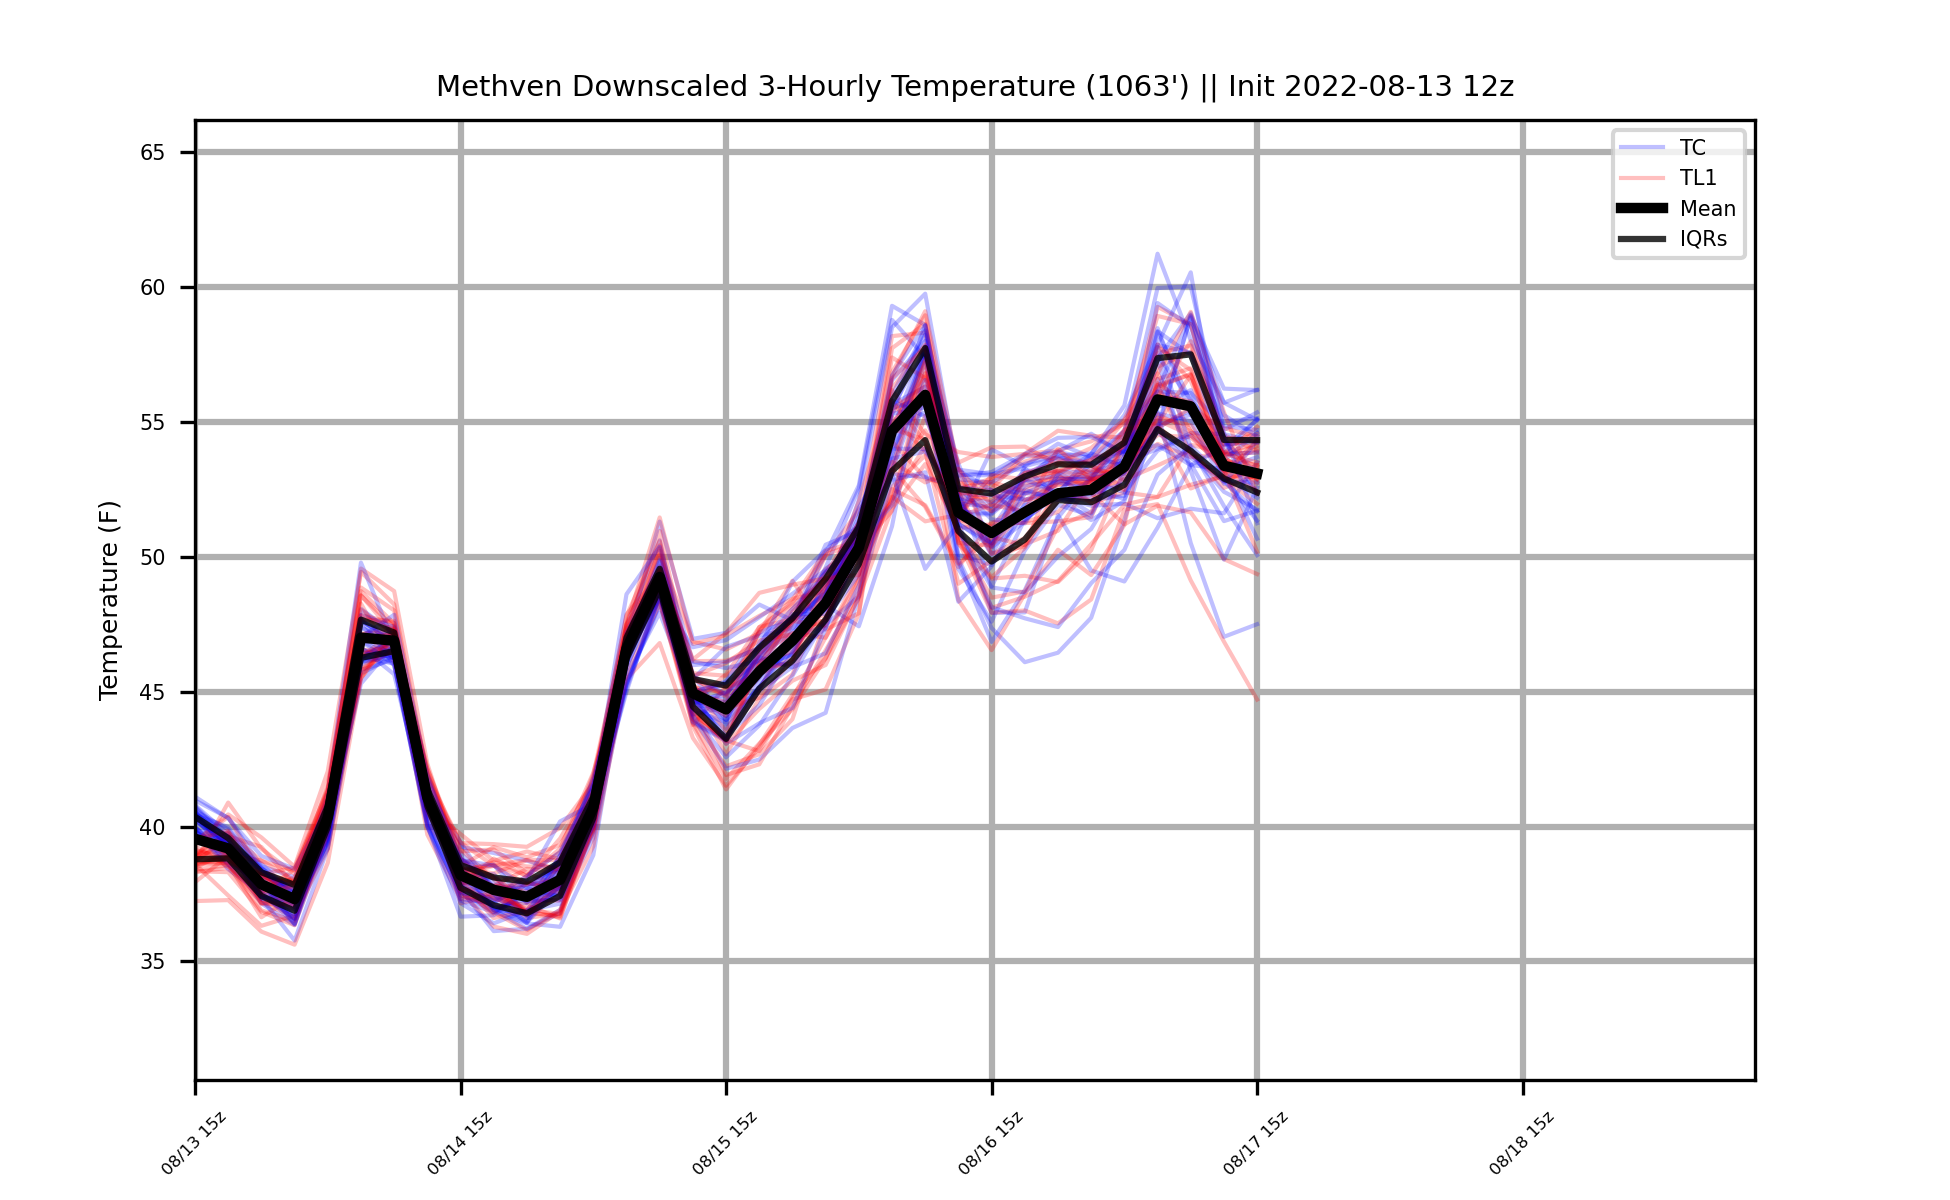 Methven Downscaled 3-Hourly Temperature (1063') || Init 2022-08-13 12z
TC
TL1
Mean
IQRs
Temperature (F)
65
60
55
50
45
40
35
08/13 15z
08/14 15z
08/15 15z
08/16 15z
08/17 15z
08/18 15z